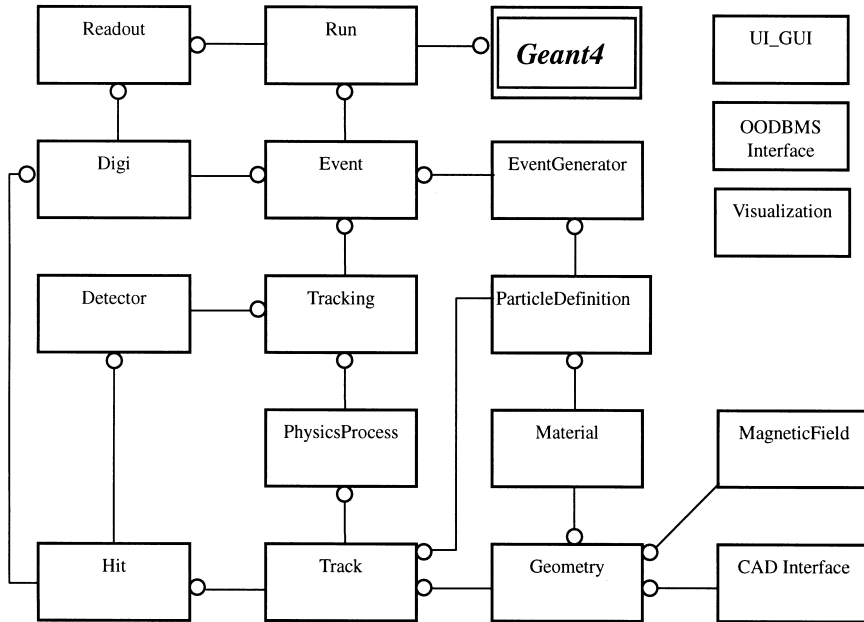 Readout
Run
Geant4
UI_GUI
OODBMS
Interface
Digi
Event
EventGenerator
Visualization
Detector
Tracking
ParticleDefinition
PhysicsProcess
Material
MagneticField
Hit
Track
Geometry
CAD Interface